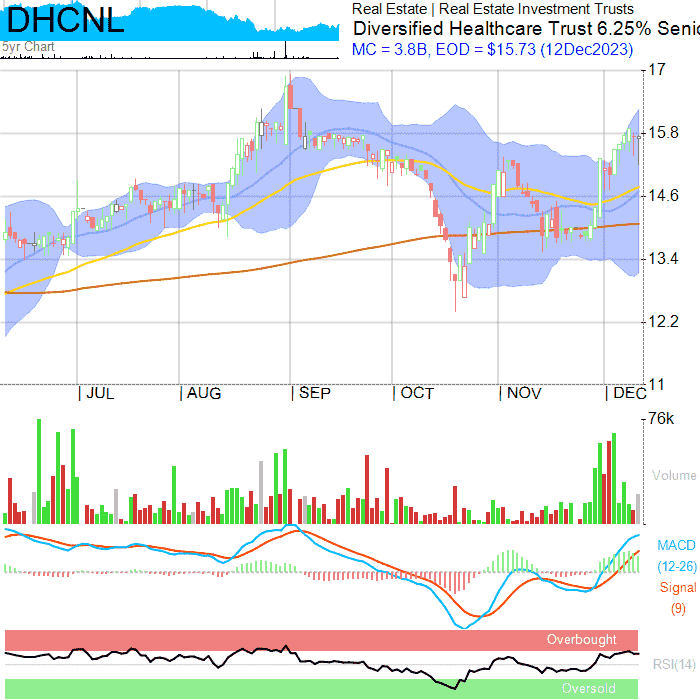 DHCNL
5yr Chart
Real Estate | Real Estate Investment Trusts
Diversified Healthcare Trust 6.25% Senio
MC = 3.8B, EOD = $15.73 (12Dec2023)
17
15.8
14.6
13.4
12.2
11
| JUL | AUG | SEP | OCT | NOV | DEC
76k
Volume
MACD
(12-26)
Signal
(9)
Overbought
RSI(14)
Oversold